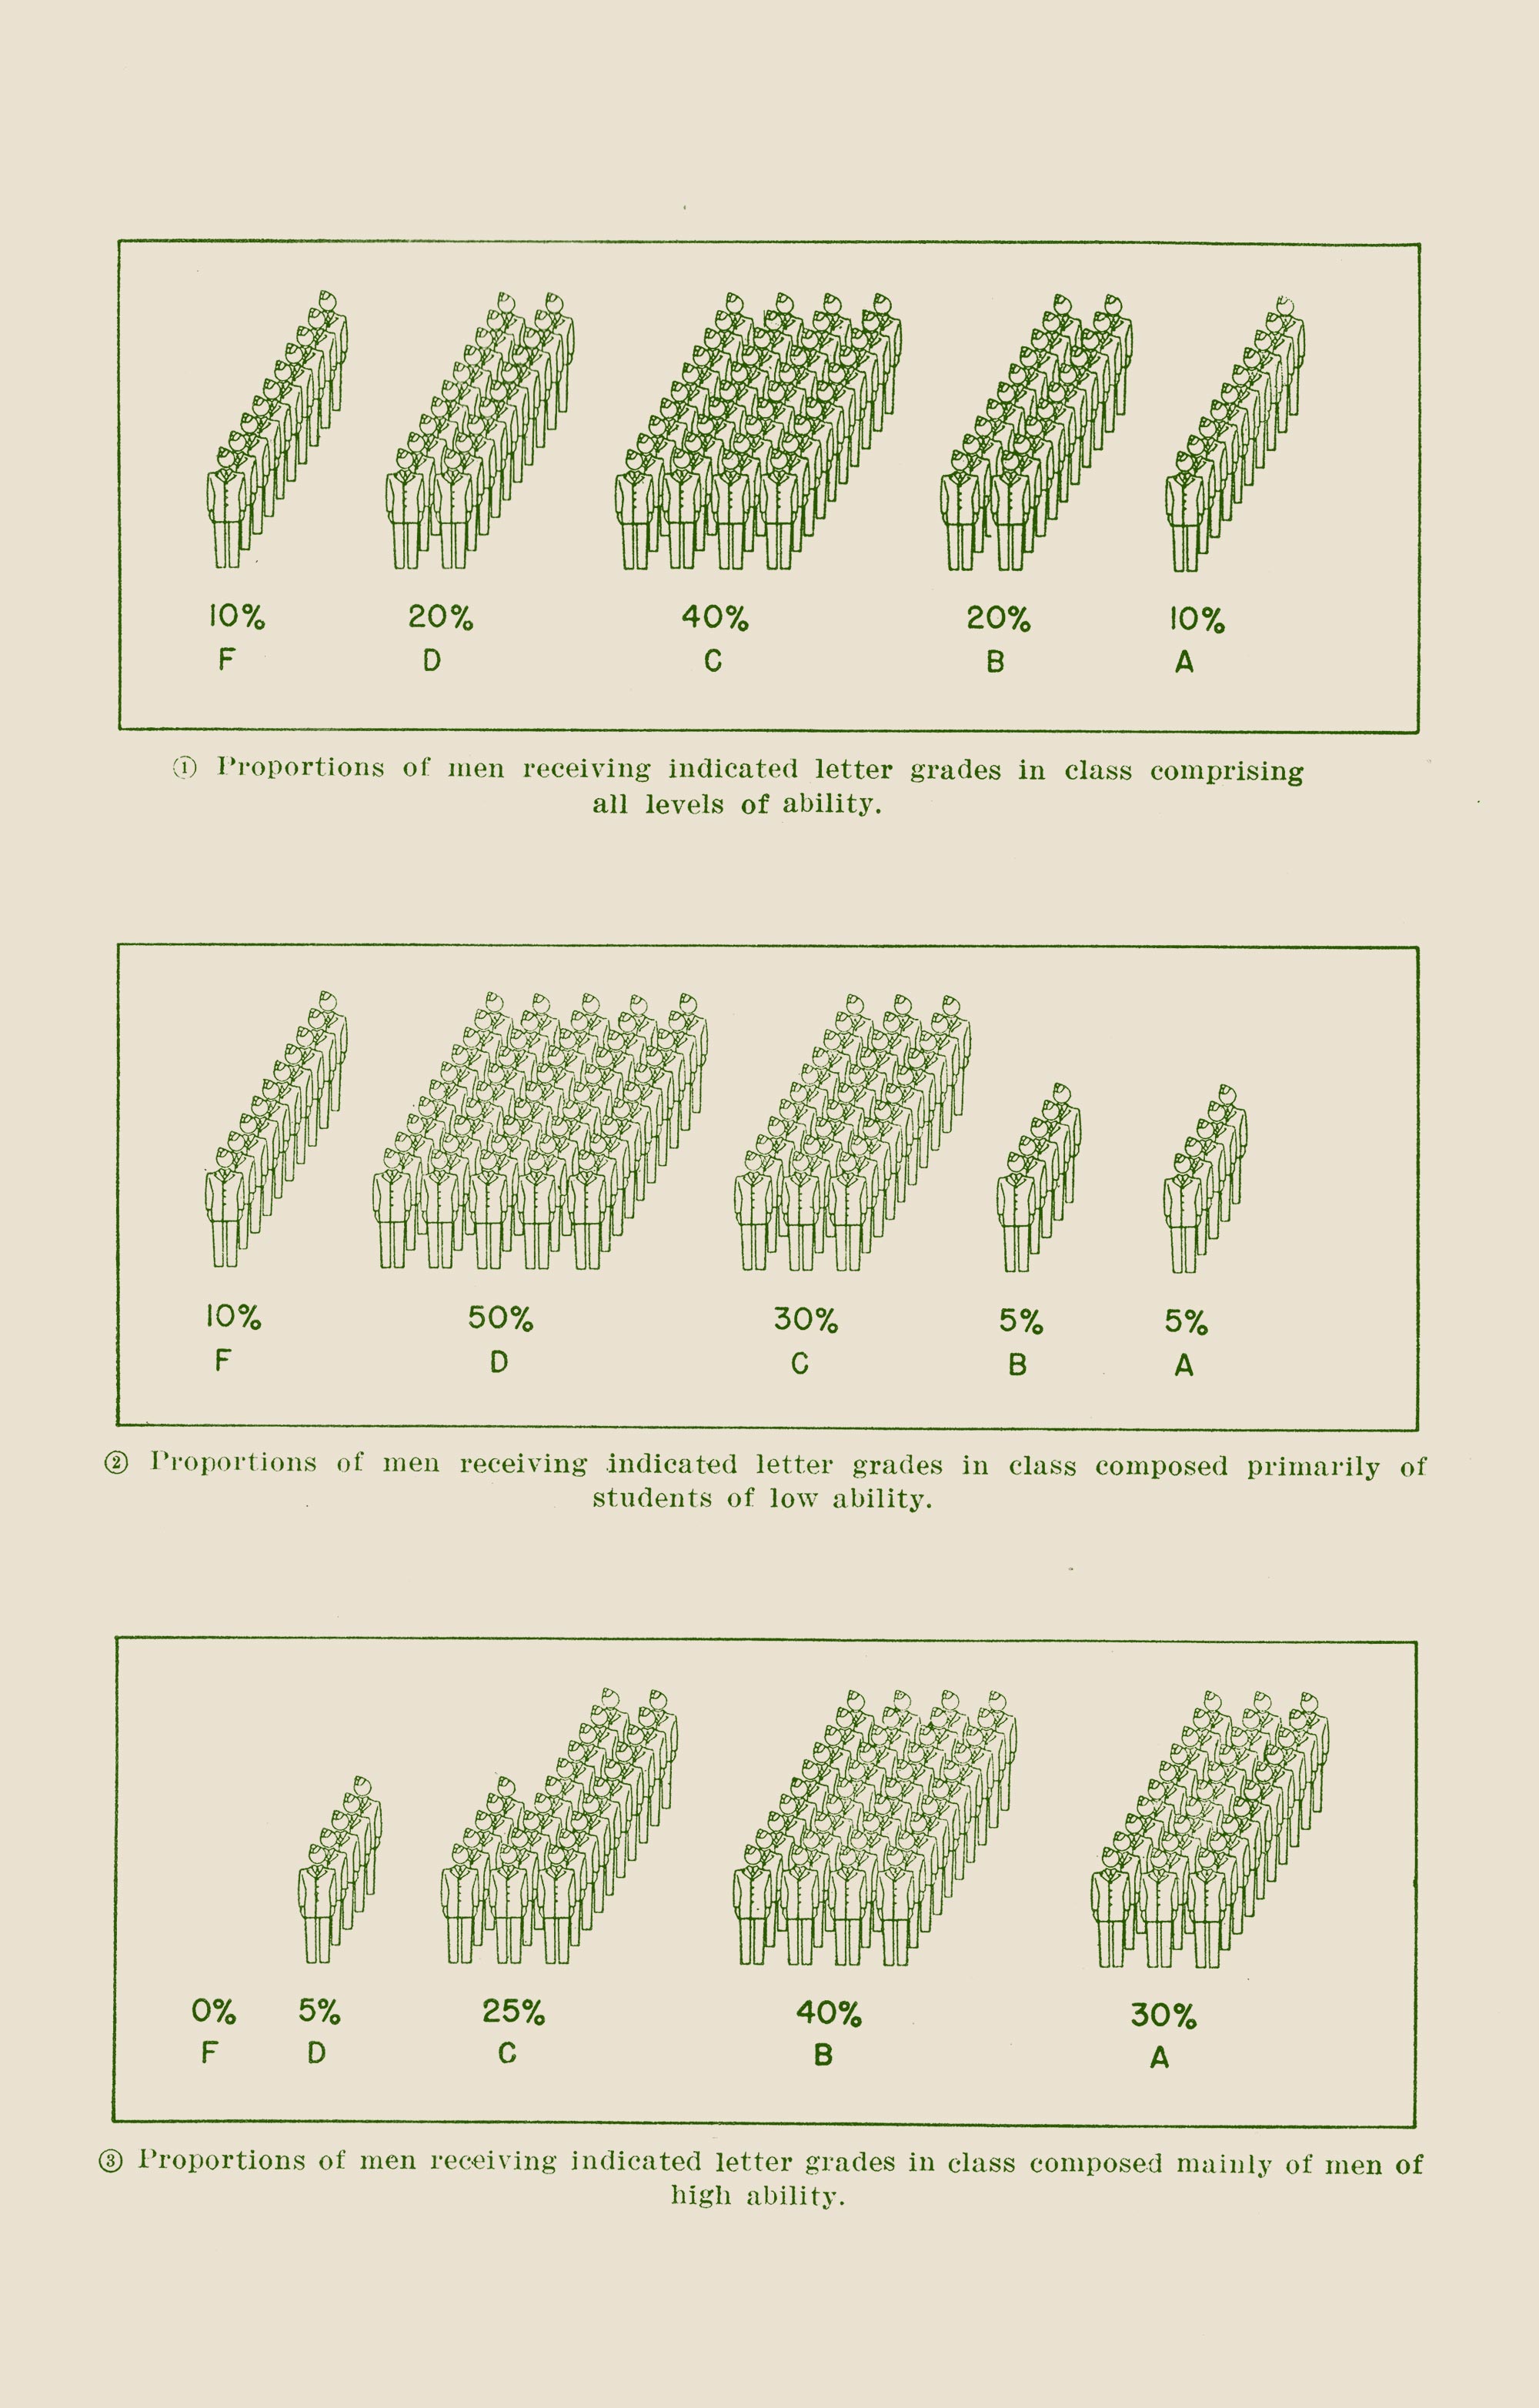 10% 20% 40% 20% 10%
F D C B A
① Proportions of men receiving indicated letter grades in class comprising
all levels of ability.
10% 50% 30% 5% 5%
F D C B A
② Proportions of men receiving indicated letter grades in class composed primarily of
students of low ability.
0% 5% 25% 40% 30%
F D C B A
③ Proportions of men receiving indicated letter grades in class composed mainly of men of
high ability.